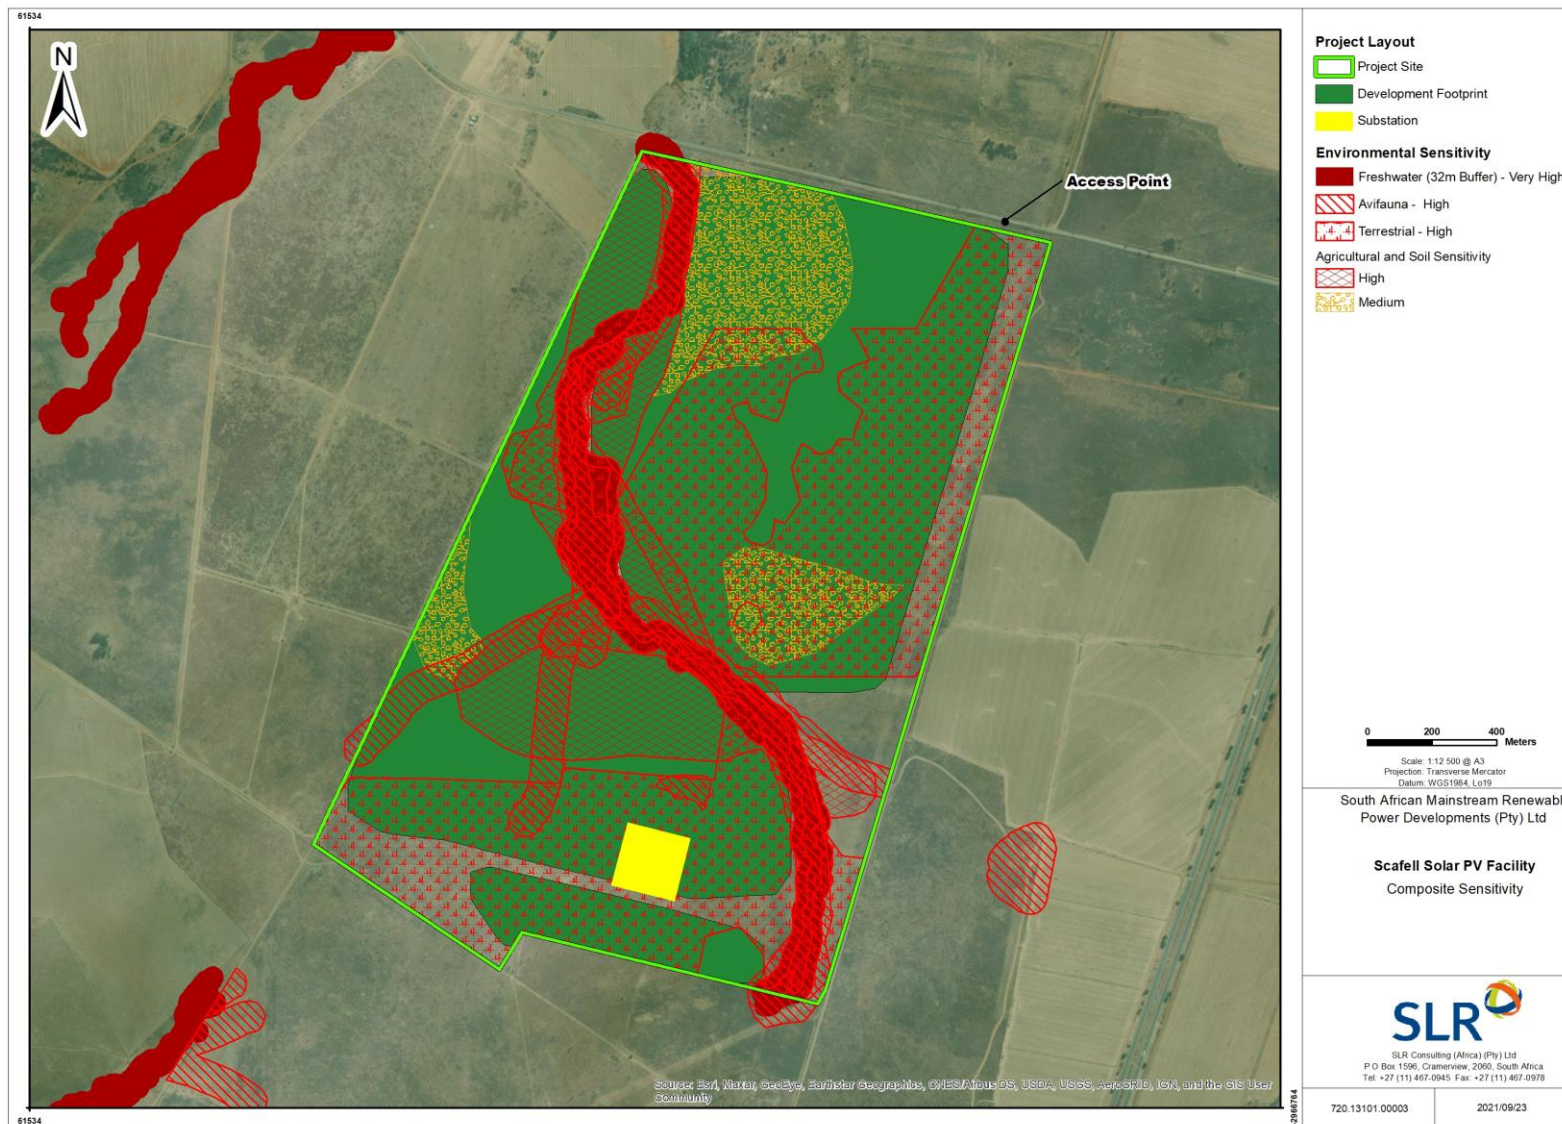 61534
N
Access Point
Source: Esri, Maxar, GeoEye, Earthstar Geographics, CNES/Airbus DS, USDA, USGS, AeroGRID, IGN, and the GIS User
Community
61534
-2966764
Project Layout
Project Site
Development Footprint
Substation
Environmental Sensitivity
Freshwater (32m Buffer) - Very High
Avifauna - High
Terrestrial - High
Agricultural and Soil Sensitivity
High
Medium
0 200 400
Meters
Scale: 1:12 500 @ A3
Projection: Transverse Mercator
Datum: WGS1984, Lo19
South African Mainstream Renewabl
Power Developments (Pty) Ltd
Scafell Solar PV Facility
Composite Sensitivity
SLR
SLR Consulting (Africa) (Pty) Ltd
P O Box 1596, Cramerview, 2060, South Africa
Tel: +27 (11) 467-0945 Fax: +27 (11) 467-0978
720.13101.00003
2021/09/23